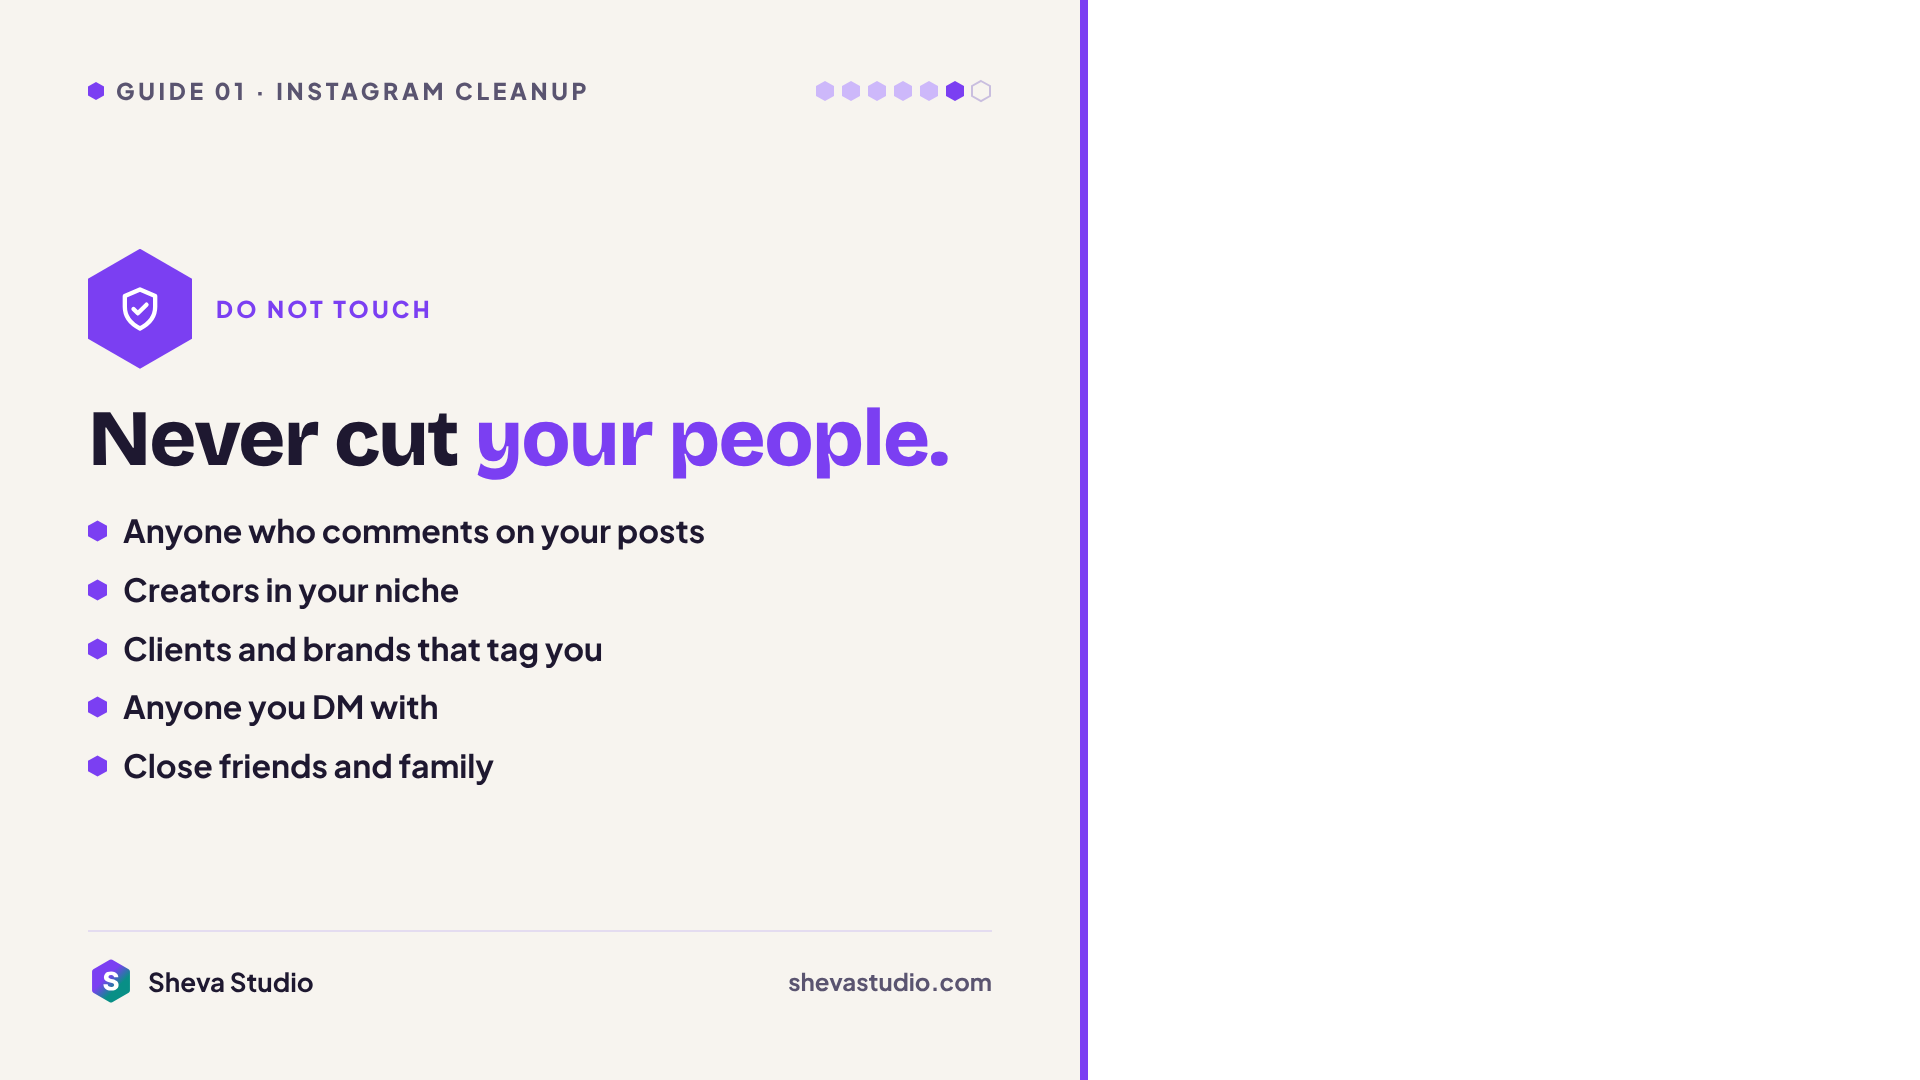 GUIDE 01 · INSTAGRAM CLEANUP
DO NOT TOUCH
Never cut your people.
Anyone who comments on your posts
Creators in your niche
Clients and brands that tag you
Anyone you DM with
Close friends and family
S Sheva Studio
shevastudio.com